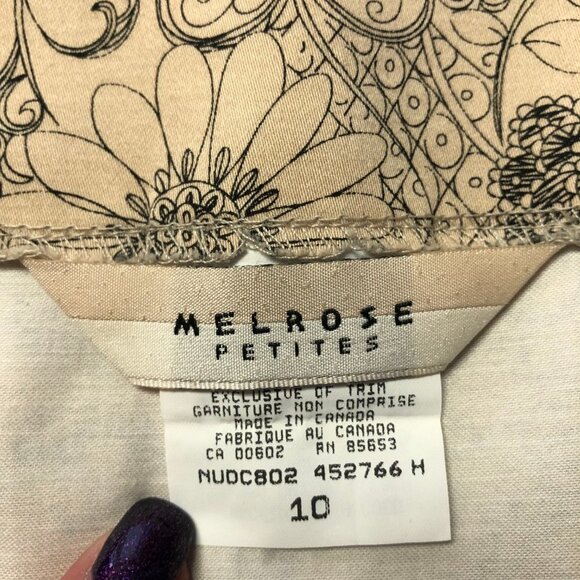 MELROSE
PETITES
EXCLUSIVE OF TRIM
GARNITURE NON COMPRISE
MADE IN CANADA
FABRIQUE AU CANADA
CA 00602 RN 85653
NUDC802 452766 H
10